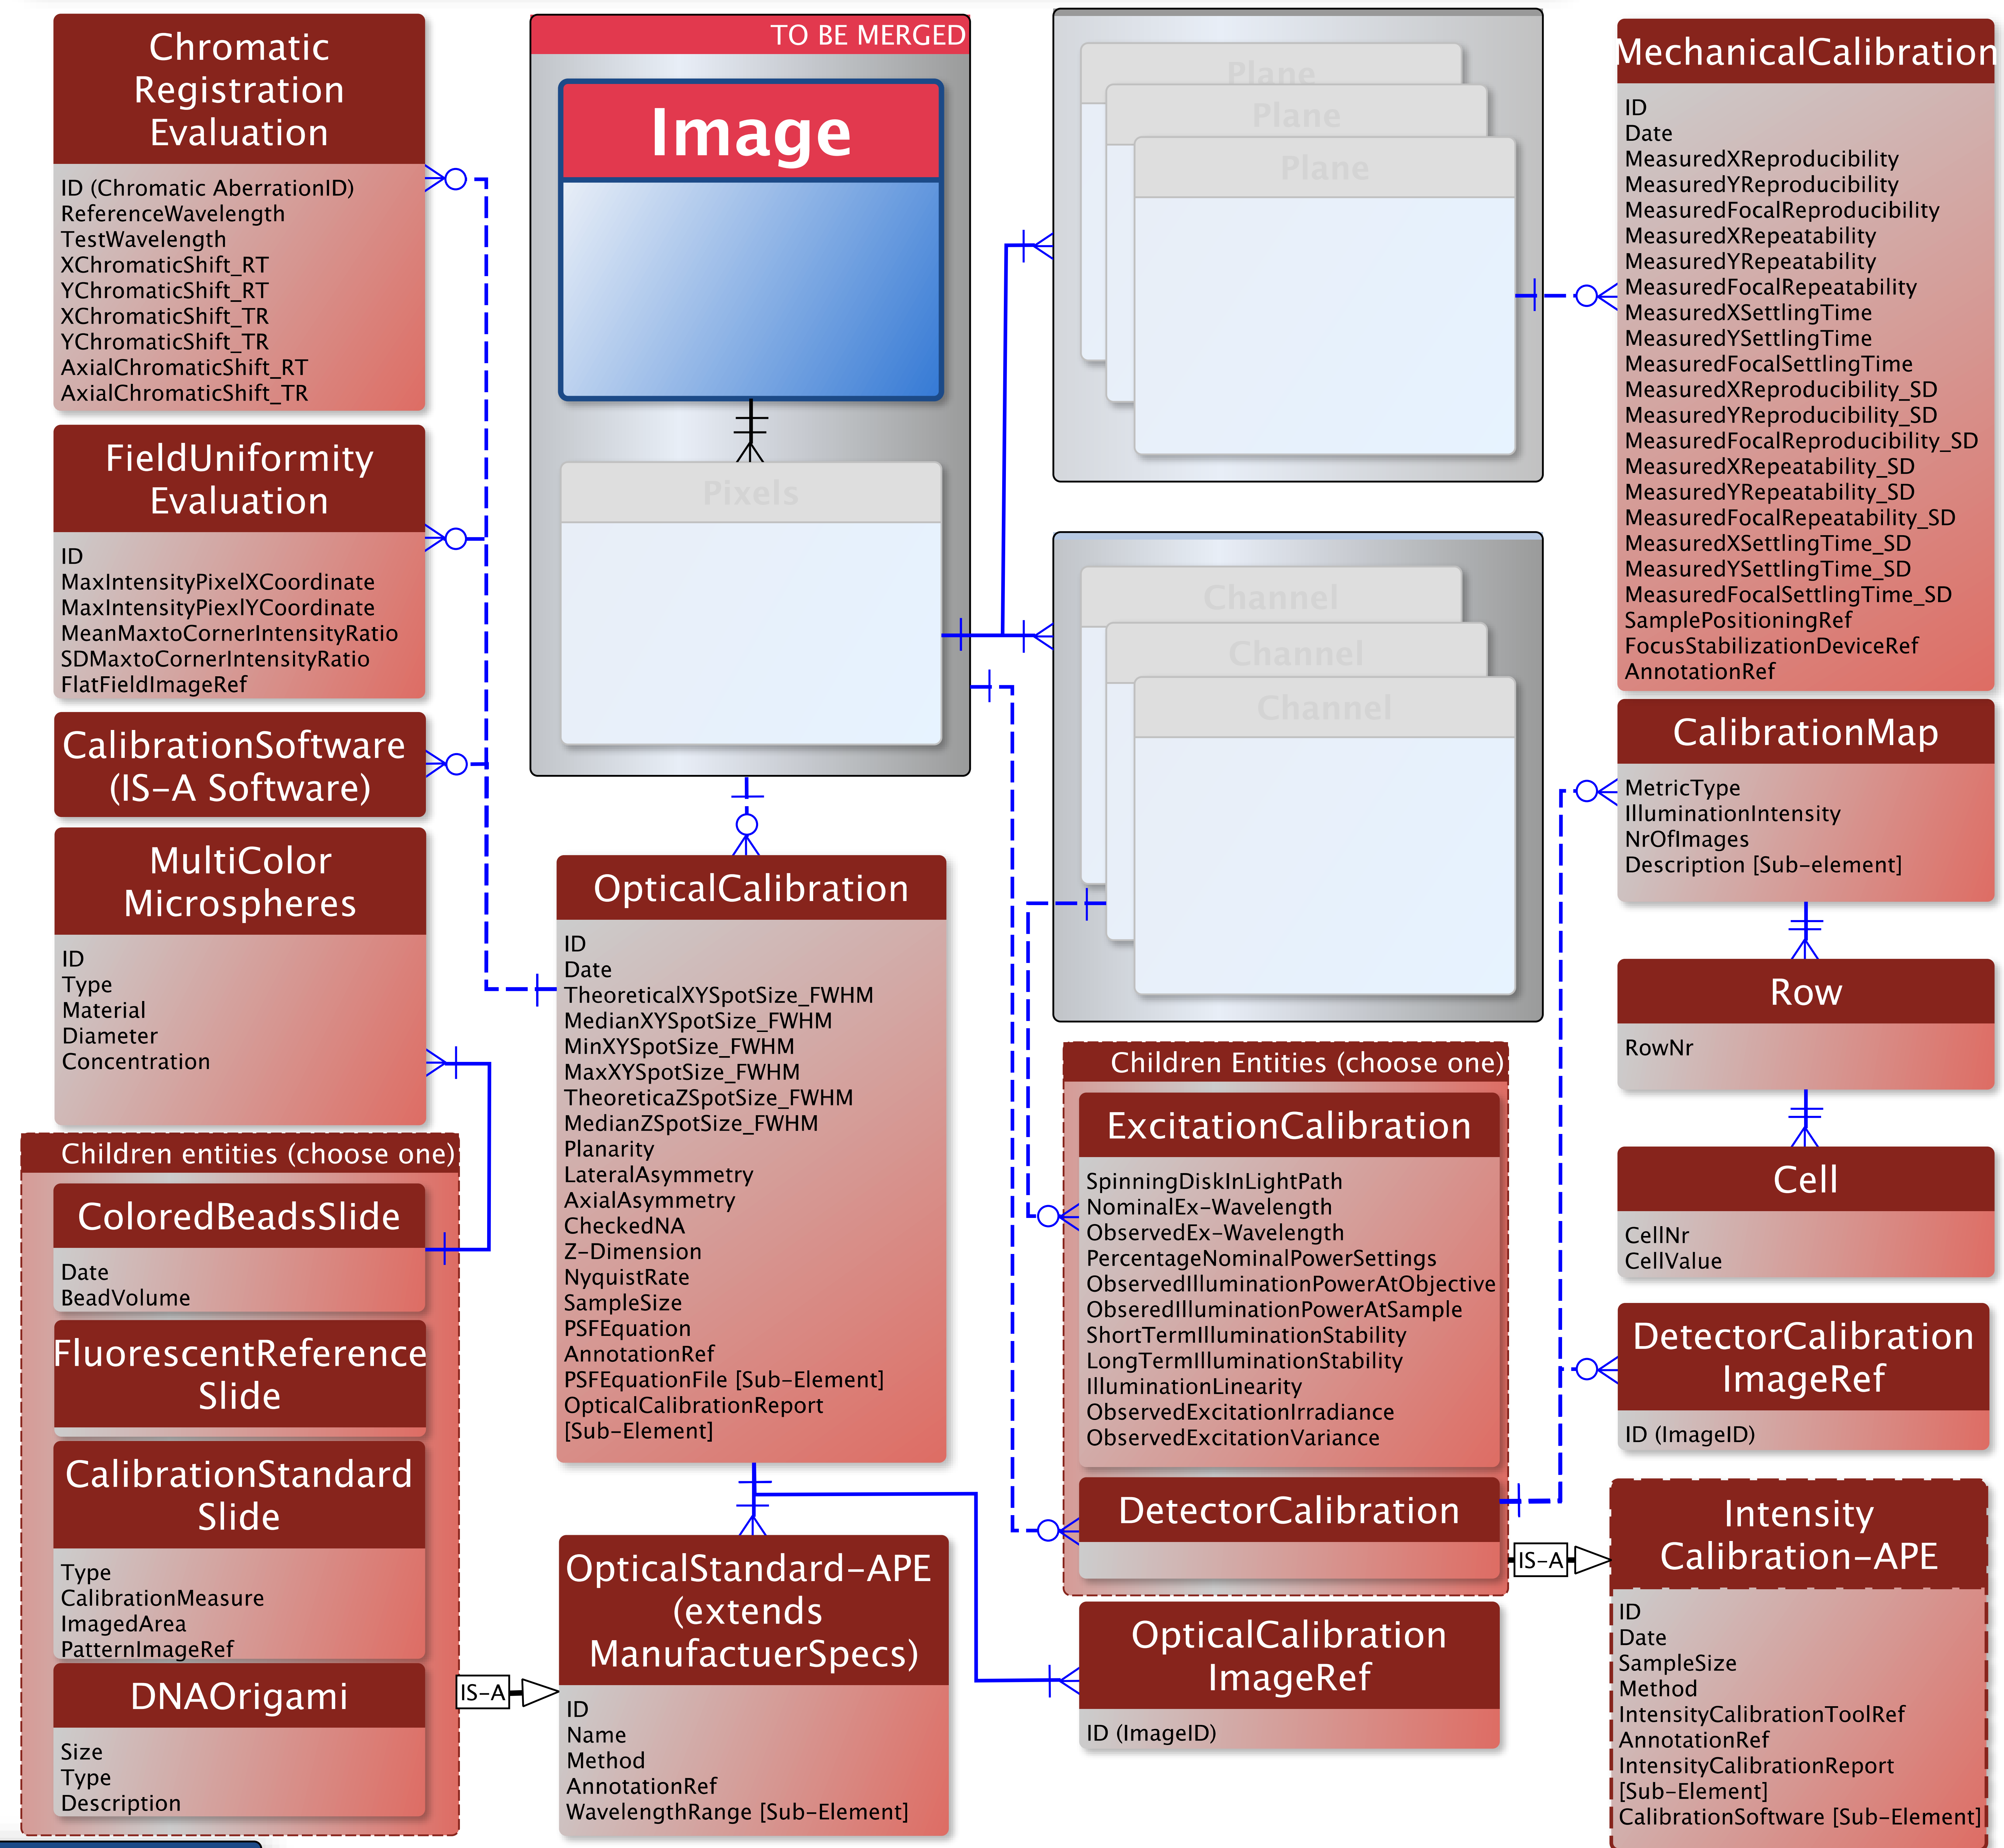 Chromatic
Registration
Evaluation
ID (Chromatic AberrationID)
ReferenceWavelength
TestWavelength
XChromaticShift_RT
YChromaticShift_RT
XChromaticShift_TR
YChromaticShift_TR
AxialChromaticShift_RT
AxialChromaticShift_TR
FieldUniformity
Evaluation
ID
MaxIntensityPixelXCoordinate
MaxIntensityPiexlYCoordinate
MeanMaxtoCornerIntensityRatio
SDMaxtoCornerIntensityRatio
FlatFieldImageRef
CalibrationSoftware
(IS-A Software)
MultiColor
Microspheres
ID
Type
Material
Diameter
Concentration
Children entities (choose one)
ColoredBeadsSlide
Date
BeadVolume
FluorescentReference
Slide
CalibrationStandard
Slide
Type
CalibrationMeasure
ImagedArea
PatternImageRef
DNAOrigami
Size
Type
Description
IS-A
TO BE MERGED
Image
Pixels
OpticalCalibration
ID
Date
TheoreticalXYSpotSize_FWHM
MedianXYSpotSize_FWHM
MinXYSpotSize_FWHM
MaxXYSpotSize_FWHM
TheoreticaZSpotSize_FWHM
MedianZSpotSize_FWHM
Planarity
LateralAsymmetry
AxialAsymmetry
CheckedNA
Z-Dimension
NyquistRate
SampleSize
PSFEquation
AnnotationRef
PSFEquationFile [Sub-Element]
OpticalCalibrationReport
[Sub-Element]
OpticalStandard-APE
(extends
ManufactuerSpecs)
ID
Name
Method
AnnotationRef
WavelengthRange [Sub-Element]
Plane
Plane
Plane
Channel
Channel
Channel
Children Entities (choose one)
ExcitationCalibration
SpinningDiskInLightPath
NominalEx-Wavelength
ObservedEx-Wavelength
PercentageNominalPowerSettings
ObservedIlluminationPowerAtObjective
ObseredIlluminationPowerAtSample
ShortTermIlluminationStability
LongTermIlluminationStability
IlluminationLinearity
ObservedExcitationIrradiance
ObservedExcitationVariance
DetectorCalibration
IS-A
OpticalCalibration
ImageRef
ID (ImageID)
MechanicalCalibration
ID
Date
MeasuredXReproducibility
MeasuredYReproducibility
MeasuredFocalReproducibility
MeasuredXRepeatability
MeasuredYRepeatability
MeasuredFocalRepeatability
MeasuredXSettlingTime
MeasuredYSettlingTime
MeasuredFocalSettlingTime
MeasuredXReproducibility_SD
MeasuredYReproducibility_SD
MeasuredFocalReproducibility_SD
MeasuredXRepeatability_SD
MeasuredYRepeatability_SD
MeasuredFocalRepeatability_SD
MeasuredXSettlingTime_SD
MeasuredYSettlingTime_SD
MeasuredFocalSettlingTime_SD
SamplePositioningRef
FocusStabilizationDeviceRef
AnnotationRef
CalibrationMap
MetricType
IlluminationIntensity
NrOfImages
Description [Sub-element]
Row
RowNr
Cell
CellNr
CellValue
DetectorCalibration
ImageRef
ID (ImageID)
Intensity
Calibration-APE
ID
Date
SampleSize
Method
IntensityCalibrationToolRef
AnnotationRef
IntensityCalibrationReport
[Sub-Element]
CalibrationSoftware [Sub-Element]